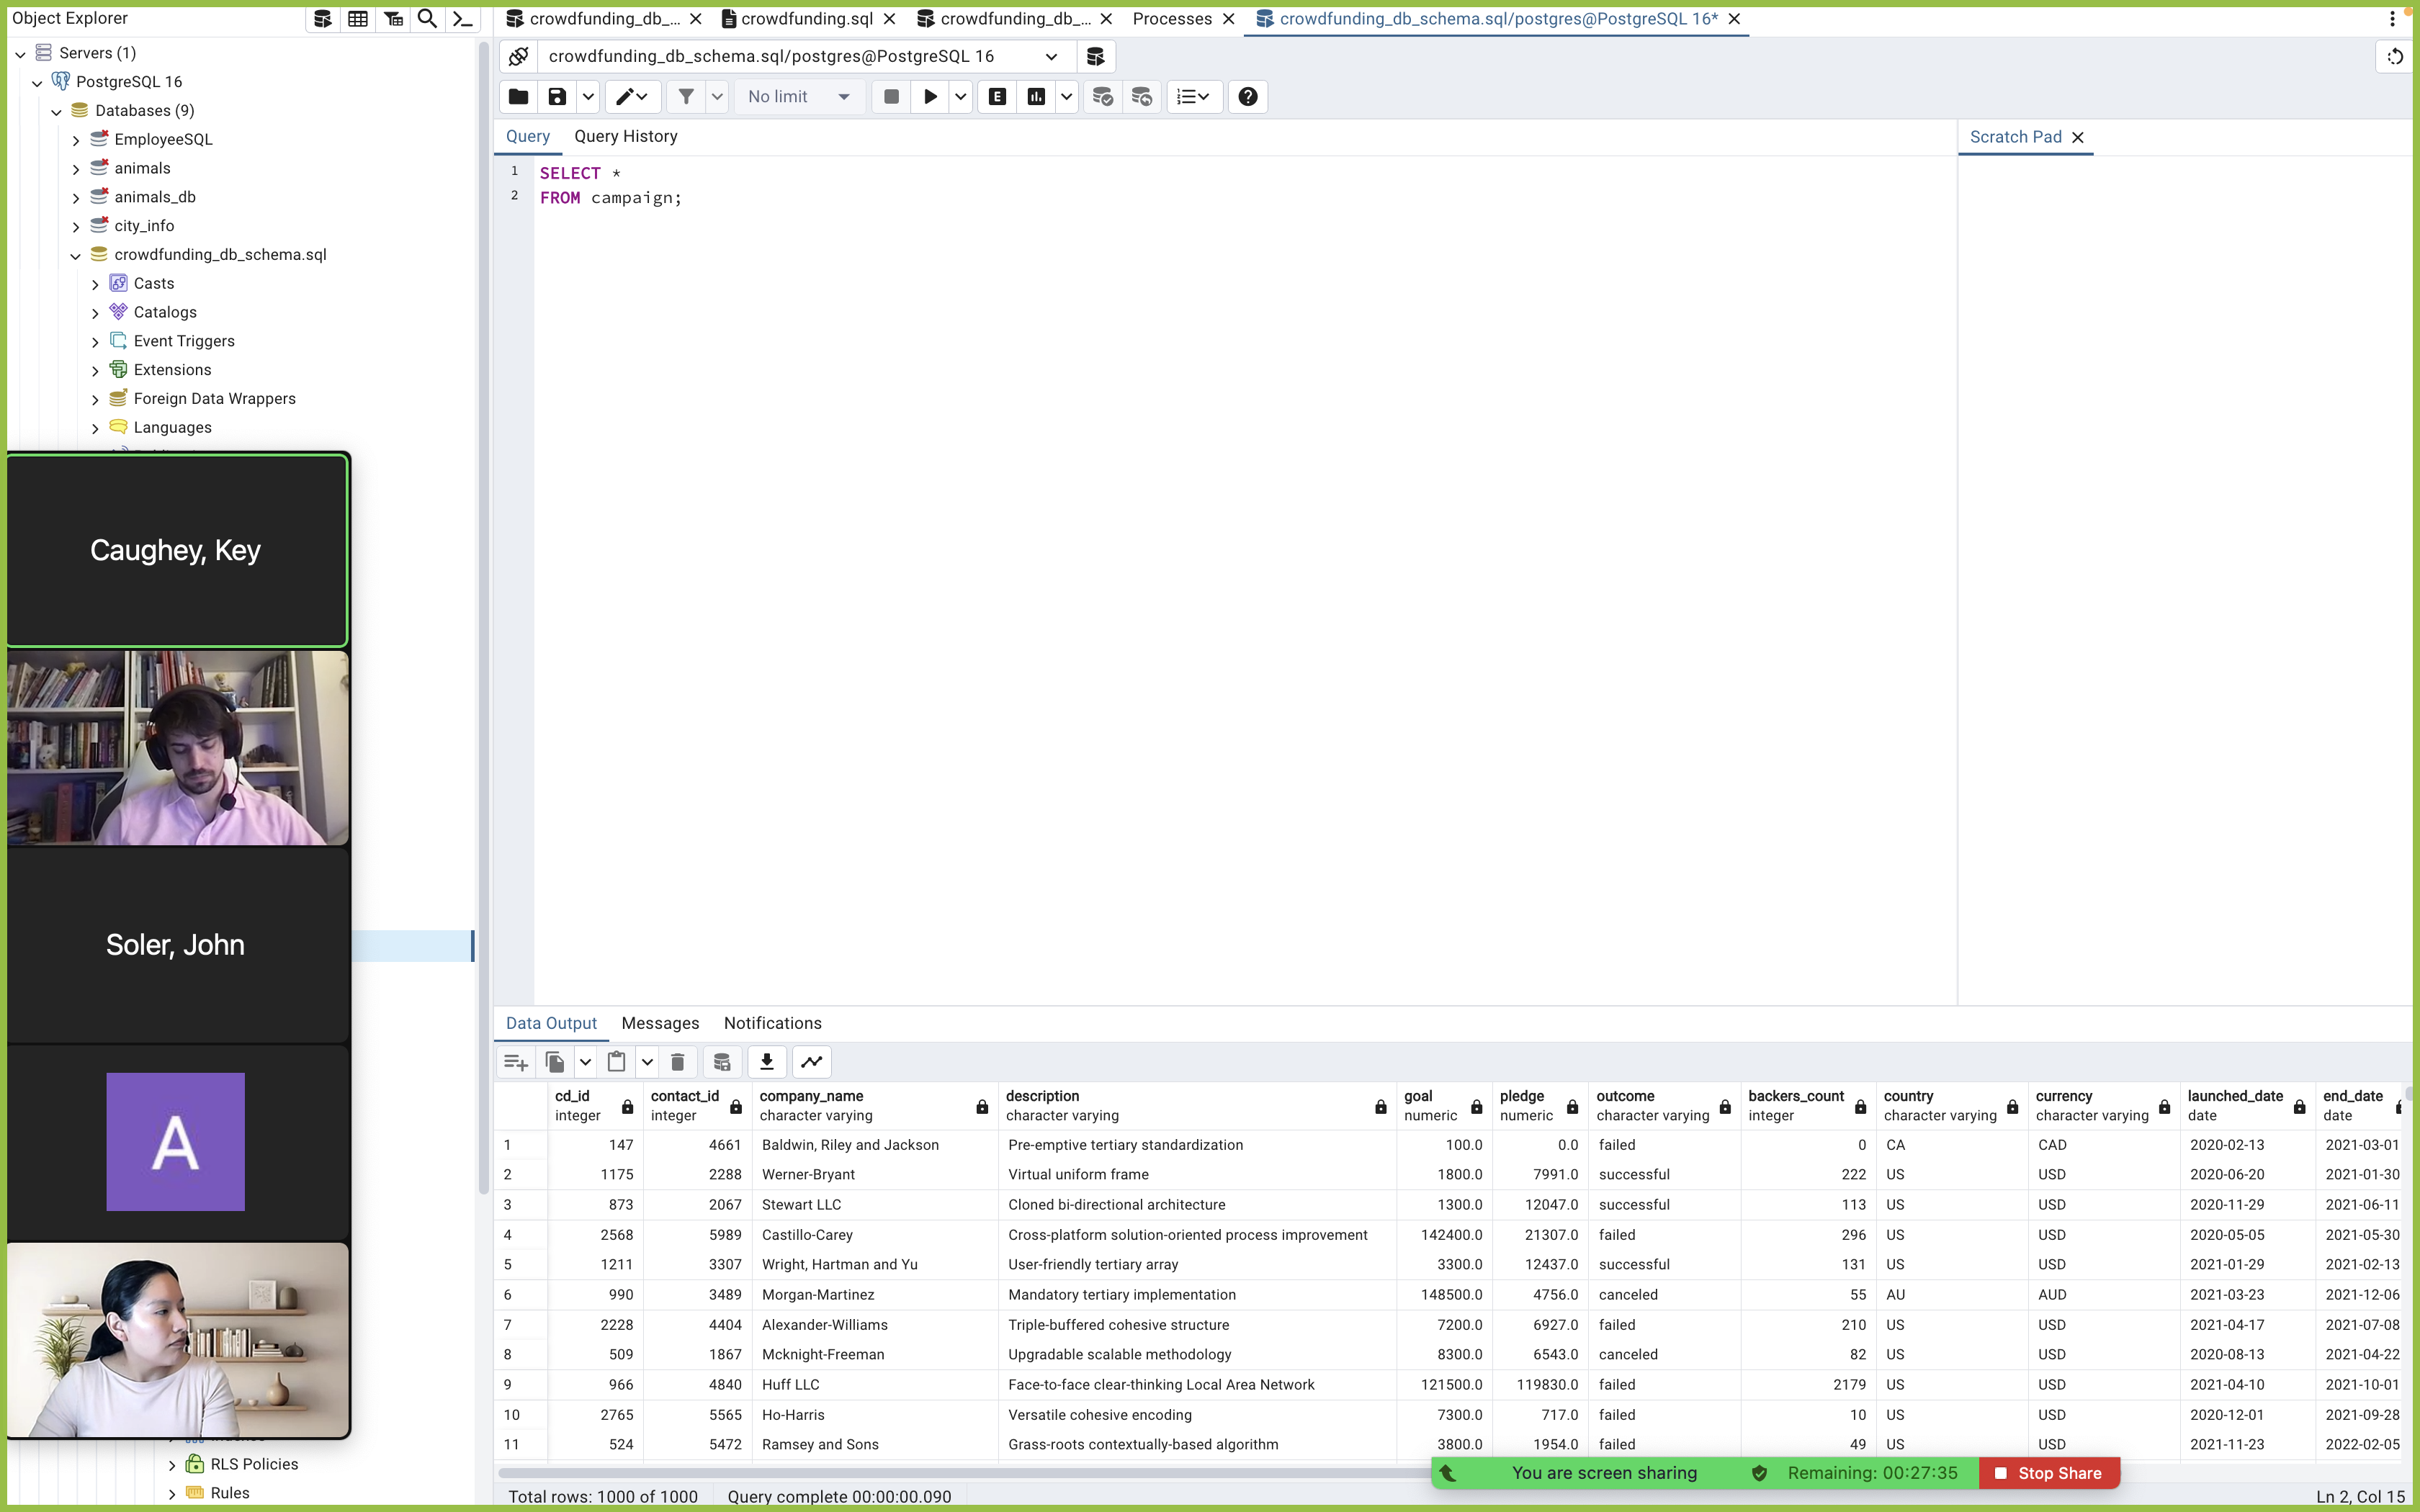 Object Explorer
crowdfunding_db_... crowdfunding.sql crowdfunding_db_... Processes crowdfunding_db_schema.sql/postgres@PostgreSQL 16*
Servers (1)
PostgreSQL 16
Databases (9)
EmployeeSQL
animals
animals_db
city_info
crowdfunding_db_schema.sql
Casts
Catalogs
Event Triggers
Extensions
Foreign Data Wrappers
Languages
Caughey, Key
Soler, John
A
RLS Policies
Rules
crowdfunding_db_schema.sql/postgres@PostgreSQL 16
No limit
E
Query Query History
Scratch Pad
1 SELECT *
2 FROM campaign;
Data Output Messages Notifications
cd_id contact_id company_name description goal pledge outcome backers_count country currency launched_date end_date
integer integer character varying character varying numeric numeric character varying integer character varying character varying date date
1 147 4661 Baldwin, Riley and Jackson Pre-emptive tertiary standardization 100.0 0.0 failed 0 CA CAD 2020-02-13 2021-03-01
2 1175 2288 Werner-Bryant Virtual uniform frame 1800.0 7991.0 successful 222 US USD 2020-06-20 2021-01-30
3 873 2067 Stewart LLC Cloned bi-directional architecture 1300.0 12047.0 successful 113 US USD 2020-11-29 2021-06-11
4 2568 5989 Castillo-Carey Cross-platform solution-oriented process improvement 142400.0 21307.0 failed 296 US USD 2020-05-05 2021-05-30
5 1211 3307 Wright, Hartman and Yu User-friendly tertiary array 3300.0 12437.0 successful 131 US USD 2021-01-29 2021-02-13
6 990 3489 Morgan-Martinez Mandatory tertiary implementation 148500.0 4756.0 canceled 55 AU AUD 2021-03-23 2021-12-06
7 2228 4404 Alexander-Williams Triple-buffered cohesive structure 7200.0 6927.0 failed 210 US USD 2021-04-17 2021-07-08
8 509 1867 Mcknight-Freeman Upgradable scalable methodology 8300.0 6543.0 canceled 82 US USD 2020-08-13 2021-04-22
9 966 4840 Huff LLC Face-to-face clear-thinking Local Area Network 121500.0 119830.0 failed 2179 US USD 2021-04-10 2021-10-01
10 2765 5565 Ho-Harris Versatile cohesive encoding 7300.0 717.0 failed 10 US USD 2020-12-01 2021-09-28
11 524 5472 Ramsey and Sons Grass-roots contextually-based algorithm 3800.0 1954.0 failed 49 US USD 2021-11-23 2022-02-05
You are screen sharing Remaining: 00:27:35 Stop Share
Total rows: 1000 of 1000 Query complete 00:00:00.090 Ln 2, Col 15